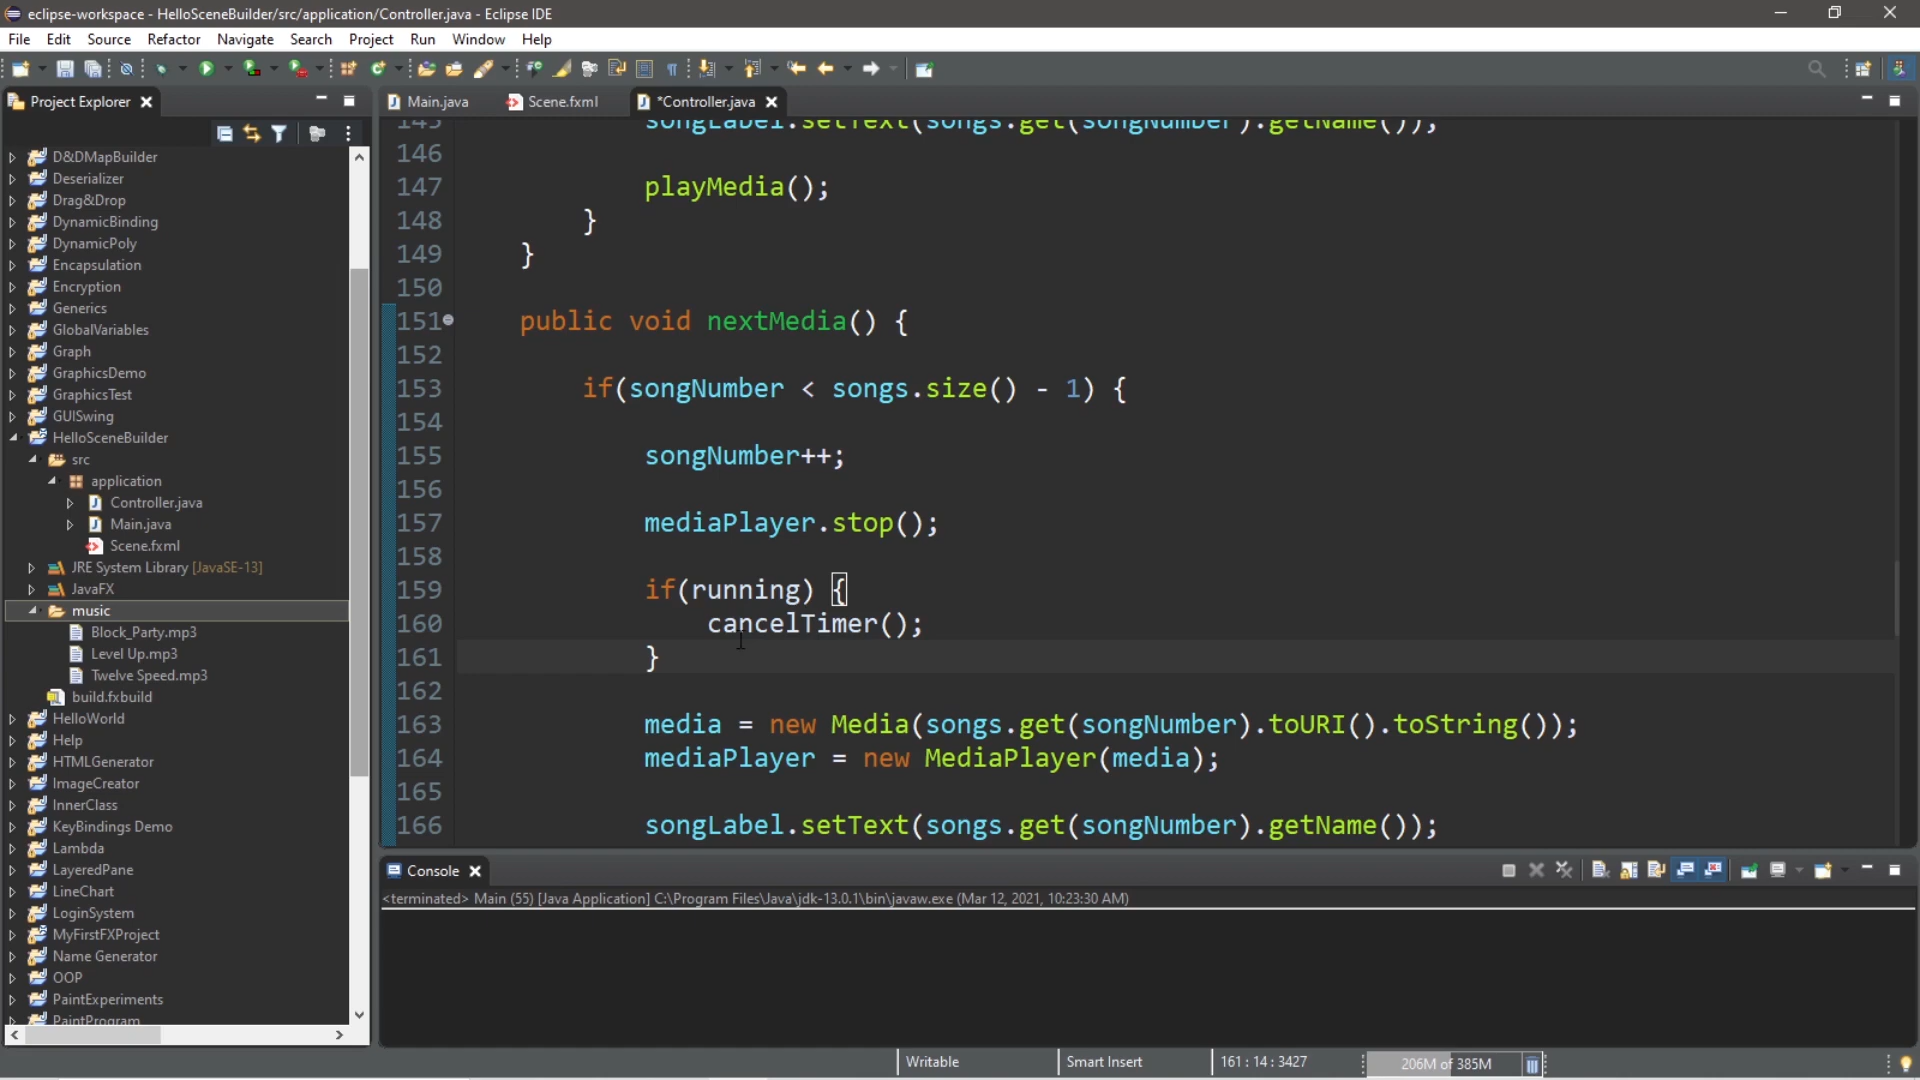 eclipse-workspace - HelloSceneBuilder/src/application/Controller.java - Eclipse IDE
File Edit Source Refactor Navigate Search Project Run Window Help
Project Explorer
Main.java Scene.fxml *Controller.java
D&DMapBuilder
Deserializer
Drag&Drop
DynamicBinding
DynamicPoly
Encapsulation
Encryption
Generics
GlobalVariables
Graph
GraphicsDemo
GraphicsTest
GUISwing
HelloSceneBuilder
src
application
Controller.java
Main.java
Scene.fxml
JRE System Library [JavaSE-13]
JavaFX
music
Block_Party.mp3
Level Up.mp3
Twelve Speed.mp3
build.fxbuild
HelloWorld
Help
HTMLGenerator
ImageCreator
InnerClass
KeyBindings Demo
Lambda
LayeredPane
LineChart
LoginSystem
MyFirstFXProject
Name Generator
OOP
PaintExperiments
PaintProgram
145 songLabel.setText(songs.get(songNumber).getName());
146
147 playMedia();
148 }
149 }
150
151 public void nextMedia() {
152
153 if(songNumber < songs.size() - 1) {
154
155 songNumber++;
156
157 mediaPlayer.stop();
158
159 if(running) {
160 cancelTimer();
161 }
162
163 media = new Media(songs.get(songNumber).toURI().toString());
164 mediaPlayer = new MediaPlayer(media);
165
166 songLabel.setText(songs.get(songNumber).getName());
Console
<terminated> Main (55) [Java Application] C:\Program Files\Java\jdk-13.0.1\bin\javaw.exe (Mar 12, 2021, 10:23:30 AM)
Writable Smart Insert 161 : 14 : 3427 206M of 385M